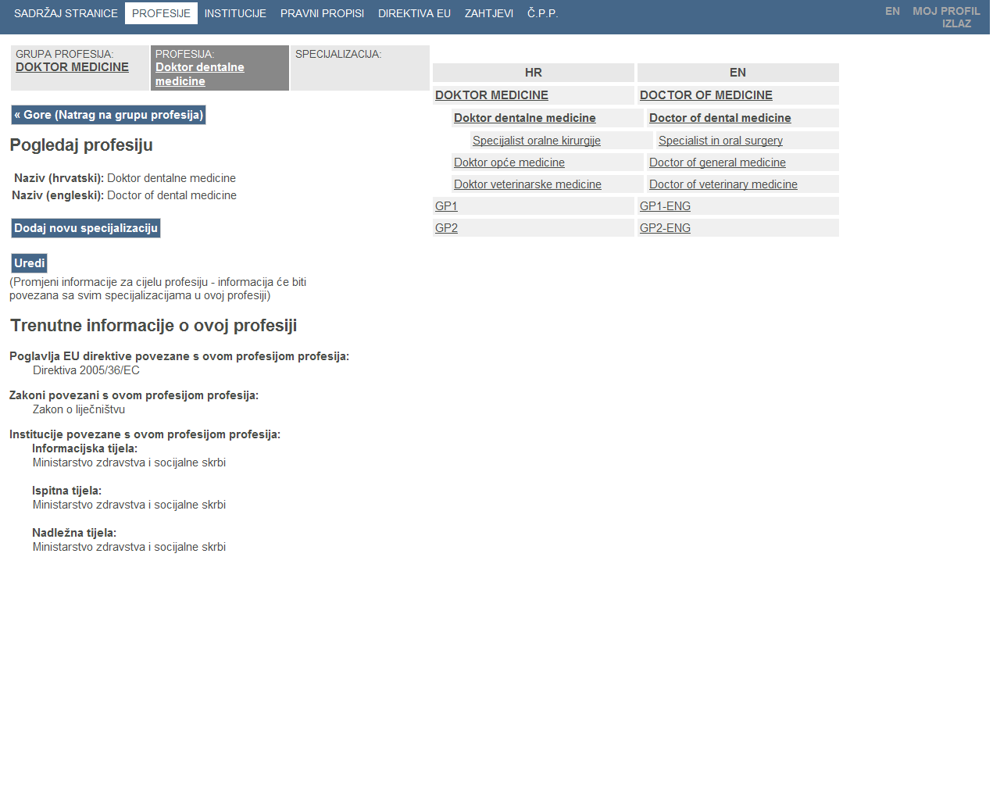 SADRŽAJ STRANICE PROFESIJE INSTITUCIJE PRAVNI PROPISI DIREKTIVA EU ZAHTJEVI Č.P.P. EN MOJ PROFIL
IZLAZ
GRUPA PROFESIJA:
DOKTOR MEDICINE
PROFESIJA:
Doktor dentalne
medicine
SPECIJALIZACIJA:
« Gore (Natrag na grupu profesija)
Pogledaj profesiju
Naziv (hrvatski): Doktor dentalne medicine
Naziv (engleski): Doctor of dental medicine
Dodaj novu specijalizaciju
Uredi
(Promjeni informacije za cijelu profesiju - informacija će biti
povezana sa svim specijalizacijama u ovoj profesiji)
Trenutne informacije o ovoj profesiji
Poglavlja EU direktive povezane s ovom profesijom profesija:
Direktiva 2005/36/EC
Zakoni povezani s ovom profesijom profesija:
Zakon o liječništvu
Institucije povezane s ovom profesijom profesija:
Informacijska tijela:
Ministarstvo zdravstva i socijalne skrbi
Ispitna tijela:
Ministarstvo zdravstva i socijalne skrbi
Nadležna tijela:
Ministarstvo zdravstva i socijalne skrbi
HR EN
DOKTOR MEDICINE DOCTOR OF MEDICINE
Doktor dentalne medicine Doctor of dental medicine
Specijalist oralne kirurgije Specialist in oral surgery
Doktor opće medicine Doctor of general medicine
Doktor veterinarske medicine Doctor of veterinary medicine
GP1 GP1-ENG
GP2 GP2-ENG